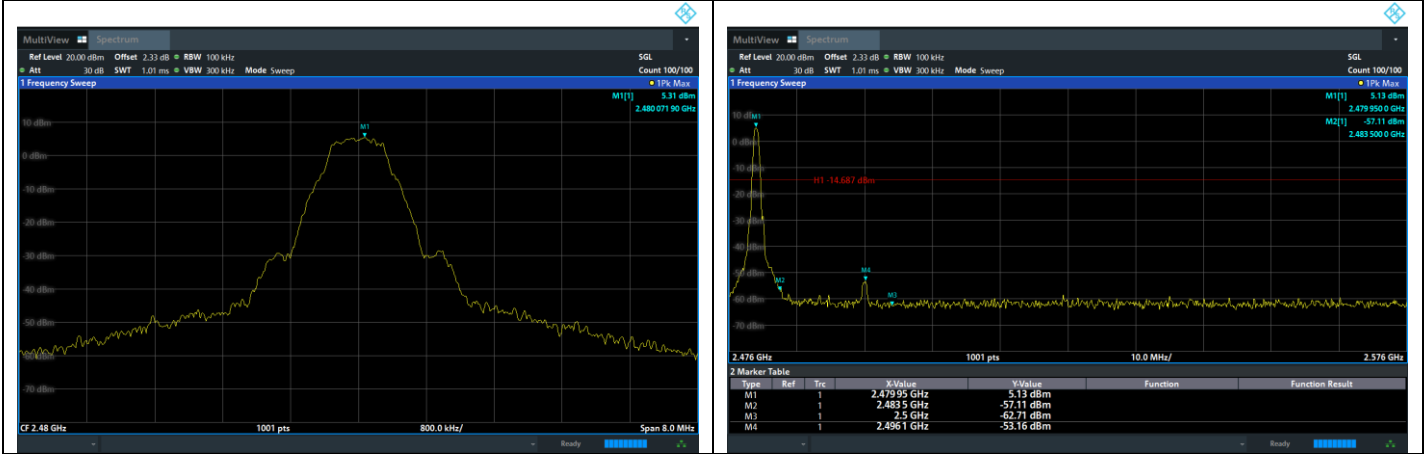 MultiView Spectrum
Ref Level 20.00 dBm Offset 2.33 dB RBW 100 kHz SGL
Att 30 dB SWT 1.01 ms VBW 300 kHz Mode Sweep Count 100/100
1 Frequency Sweep 1Pk Max
M1[1] 5.31 dBm
2.480 071 90 GHz
10 dBm
M1
0 dBm
-10 dBm
-20 dBm
-30 dBm
-40 dBm
-50 dBm
-60 dBm
-70 dBm
CF 2.48 GHz 1001 pts 800.0 kHz/ Span 8.0 MHz
Ready
MultiView Spectrum
Ref Level 20.00 dBm Offset 2.33 dB RBW 100 kHz SGL
Att 30 dB SWT 1.01 ms VBW 300 kHz Mode Sweep Count 100/100
1 Frequency Sweep 1Pk Max
M1[1] 5.13 dBm
2.479 950 0 GHz
M2[1] -57.11 dBm
2.483 500 0 GHz
10 dBm
M1
0 dBm
-10 dBm
H1 -14.687 dBm
-20 dBm
-30 dBm
-40 dBm
-50 dBm
M4
M2
M3
-60 dBm
-70 dBm
2.476 GHz 1001 pts 10.0 MHz/ 2.576 GHz
2 Marker Table
Type Ref Trc X-Value Y-Value Function Function Result
M1 1 2.479 95 GHz 5.13 dBm
M2 1 2.483 5 GHz -57.11 dBm
M3 1 2.5 GHz -62.71 dBm
M4 1 2.496 1 GHz -53.16 dBm
Ready